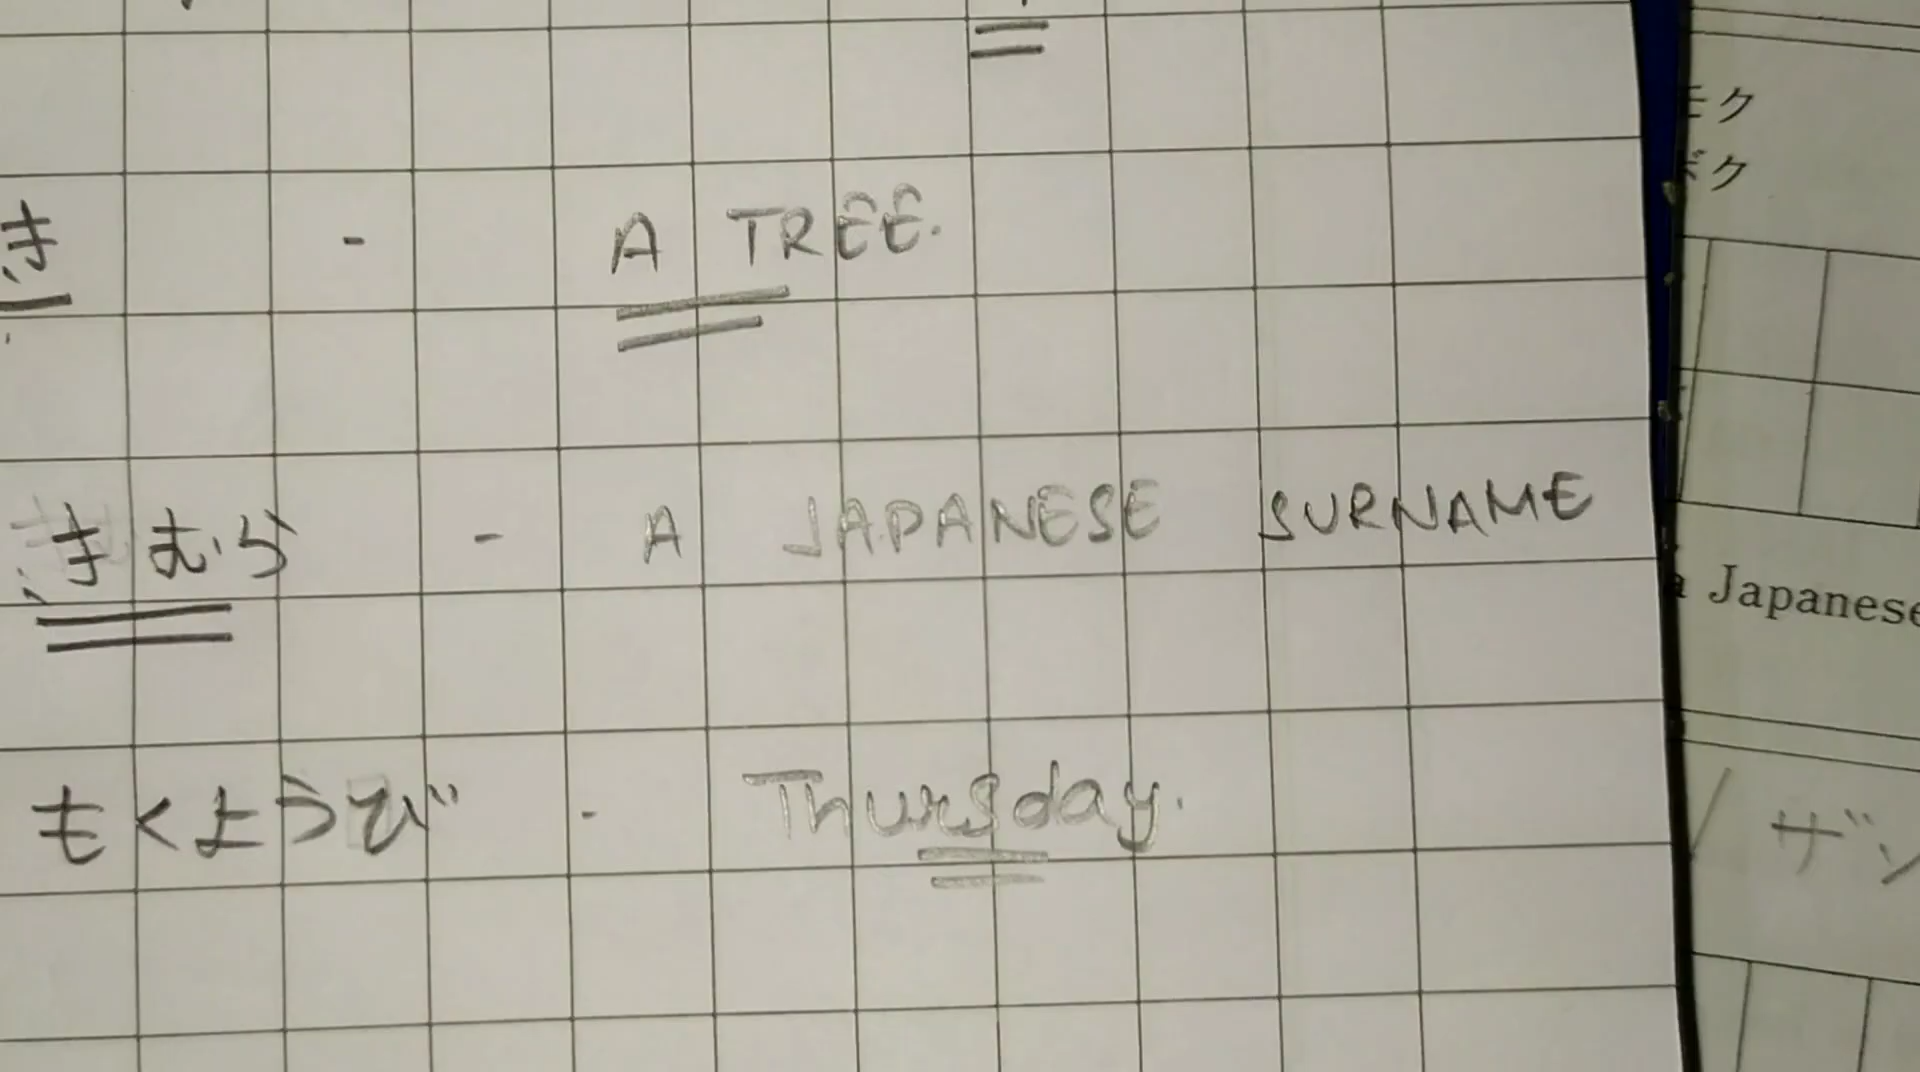 き - A TREE.
きむら - A JAPANESE SURNAME
もくようび - Thursday.
モク
ボク
a Japanese
ザン